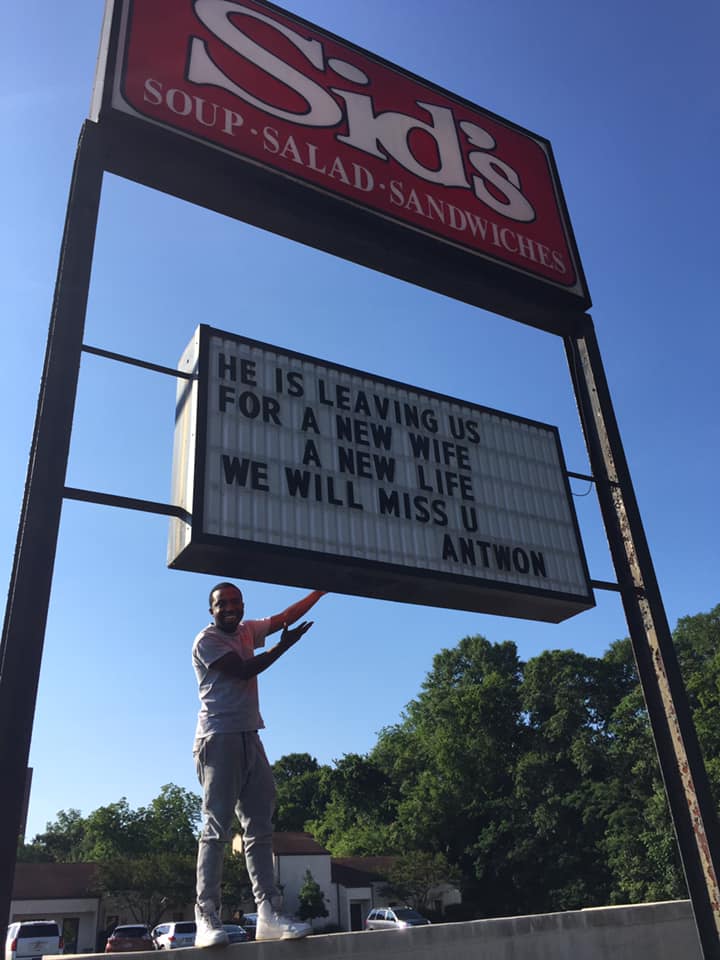 Sid's
SOUP·SALAD·SANDWICHES
HE IS LEAVING US
FOR A NEW WIFE
A NEW LIFE
WE WILL MISS U
ANTWON